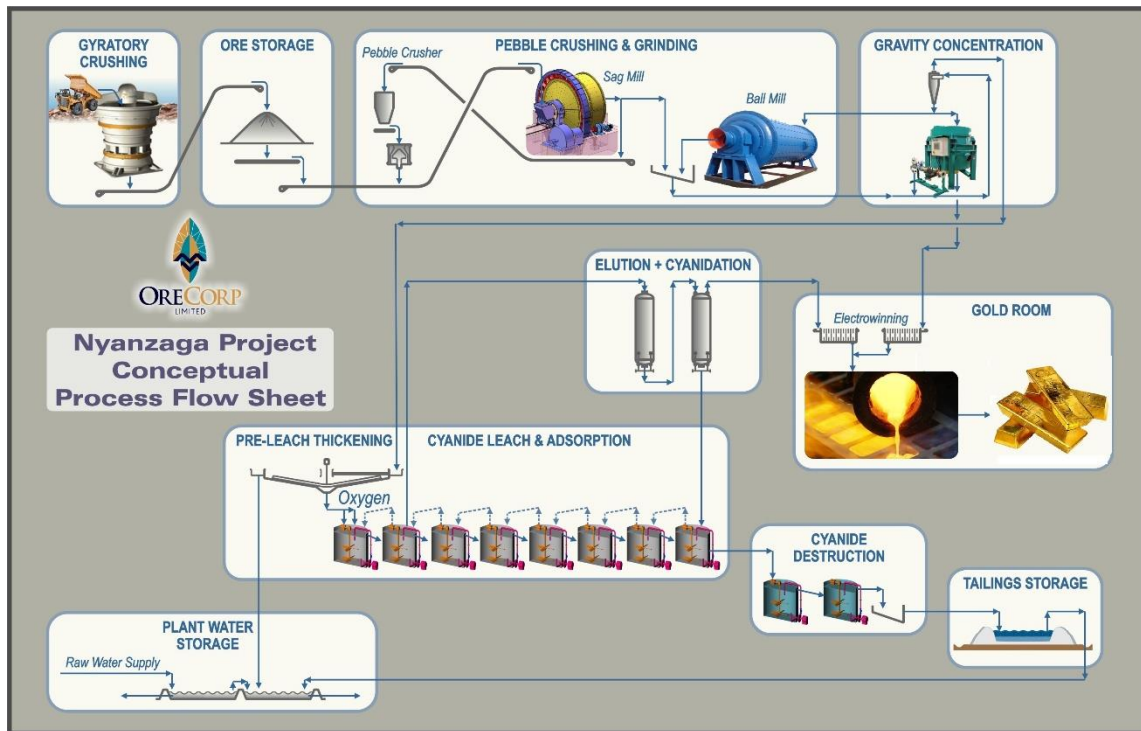 GYRATORY
CRUSHING
ORE STORAGE
PEBBLE CRUSHING & GRINDING
Pebble Crusher
Sag Mill
Ball Mill
GRAVITY CONCENTRATION
ORECORP
LIMITED
Nyanzaga Project
Conceptual
Process Flow Sheet
ELUTION + CYANIDATION
GOLD ROOM
Electrowinning
PRE-LEACH THICKENING
CYANIDE LEACH & ADSORPTION
Oxygen
CYANIDE
DESTRUCTION
TAILINGS STORAGE
PLANT WATER
STORAGE
Raw Water Supply